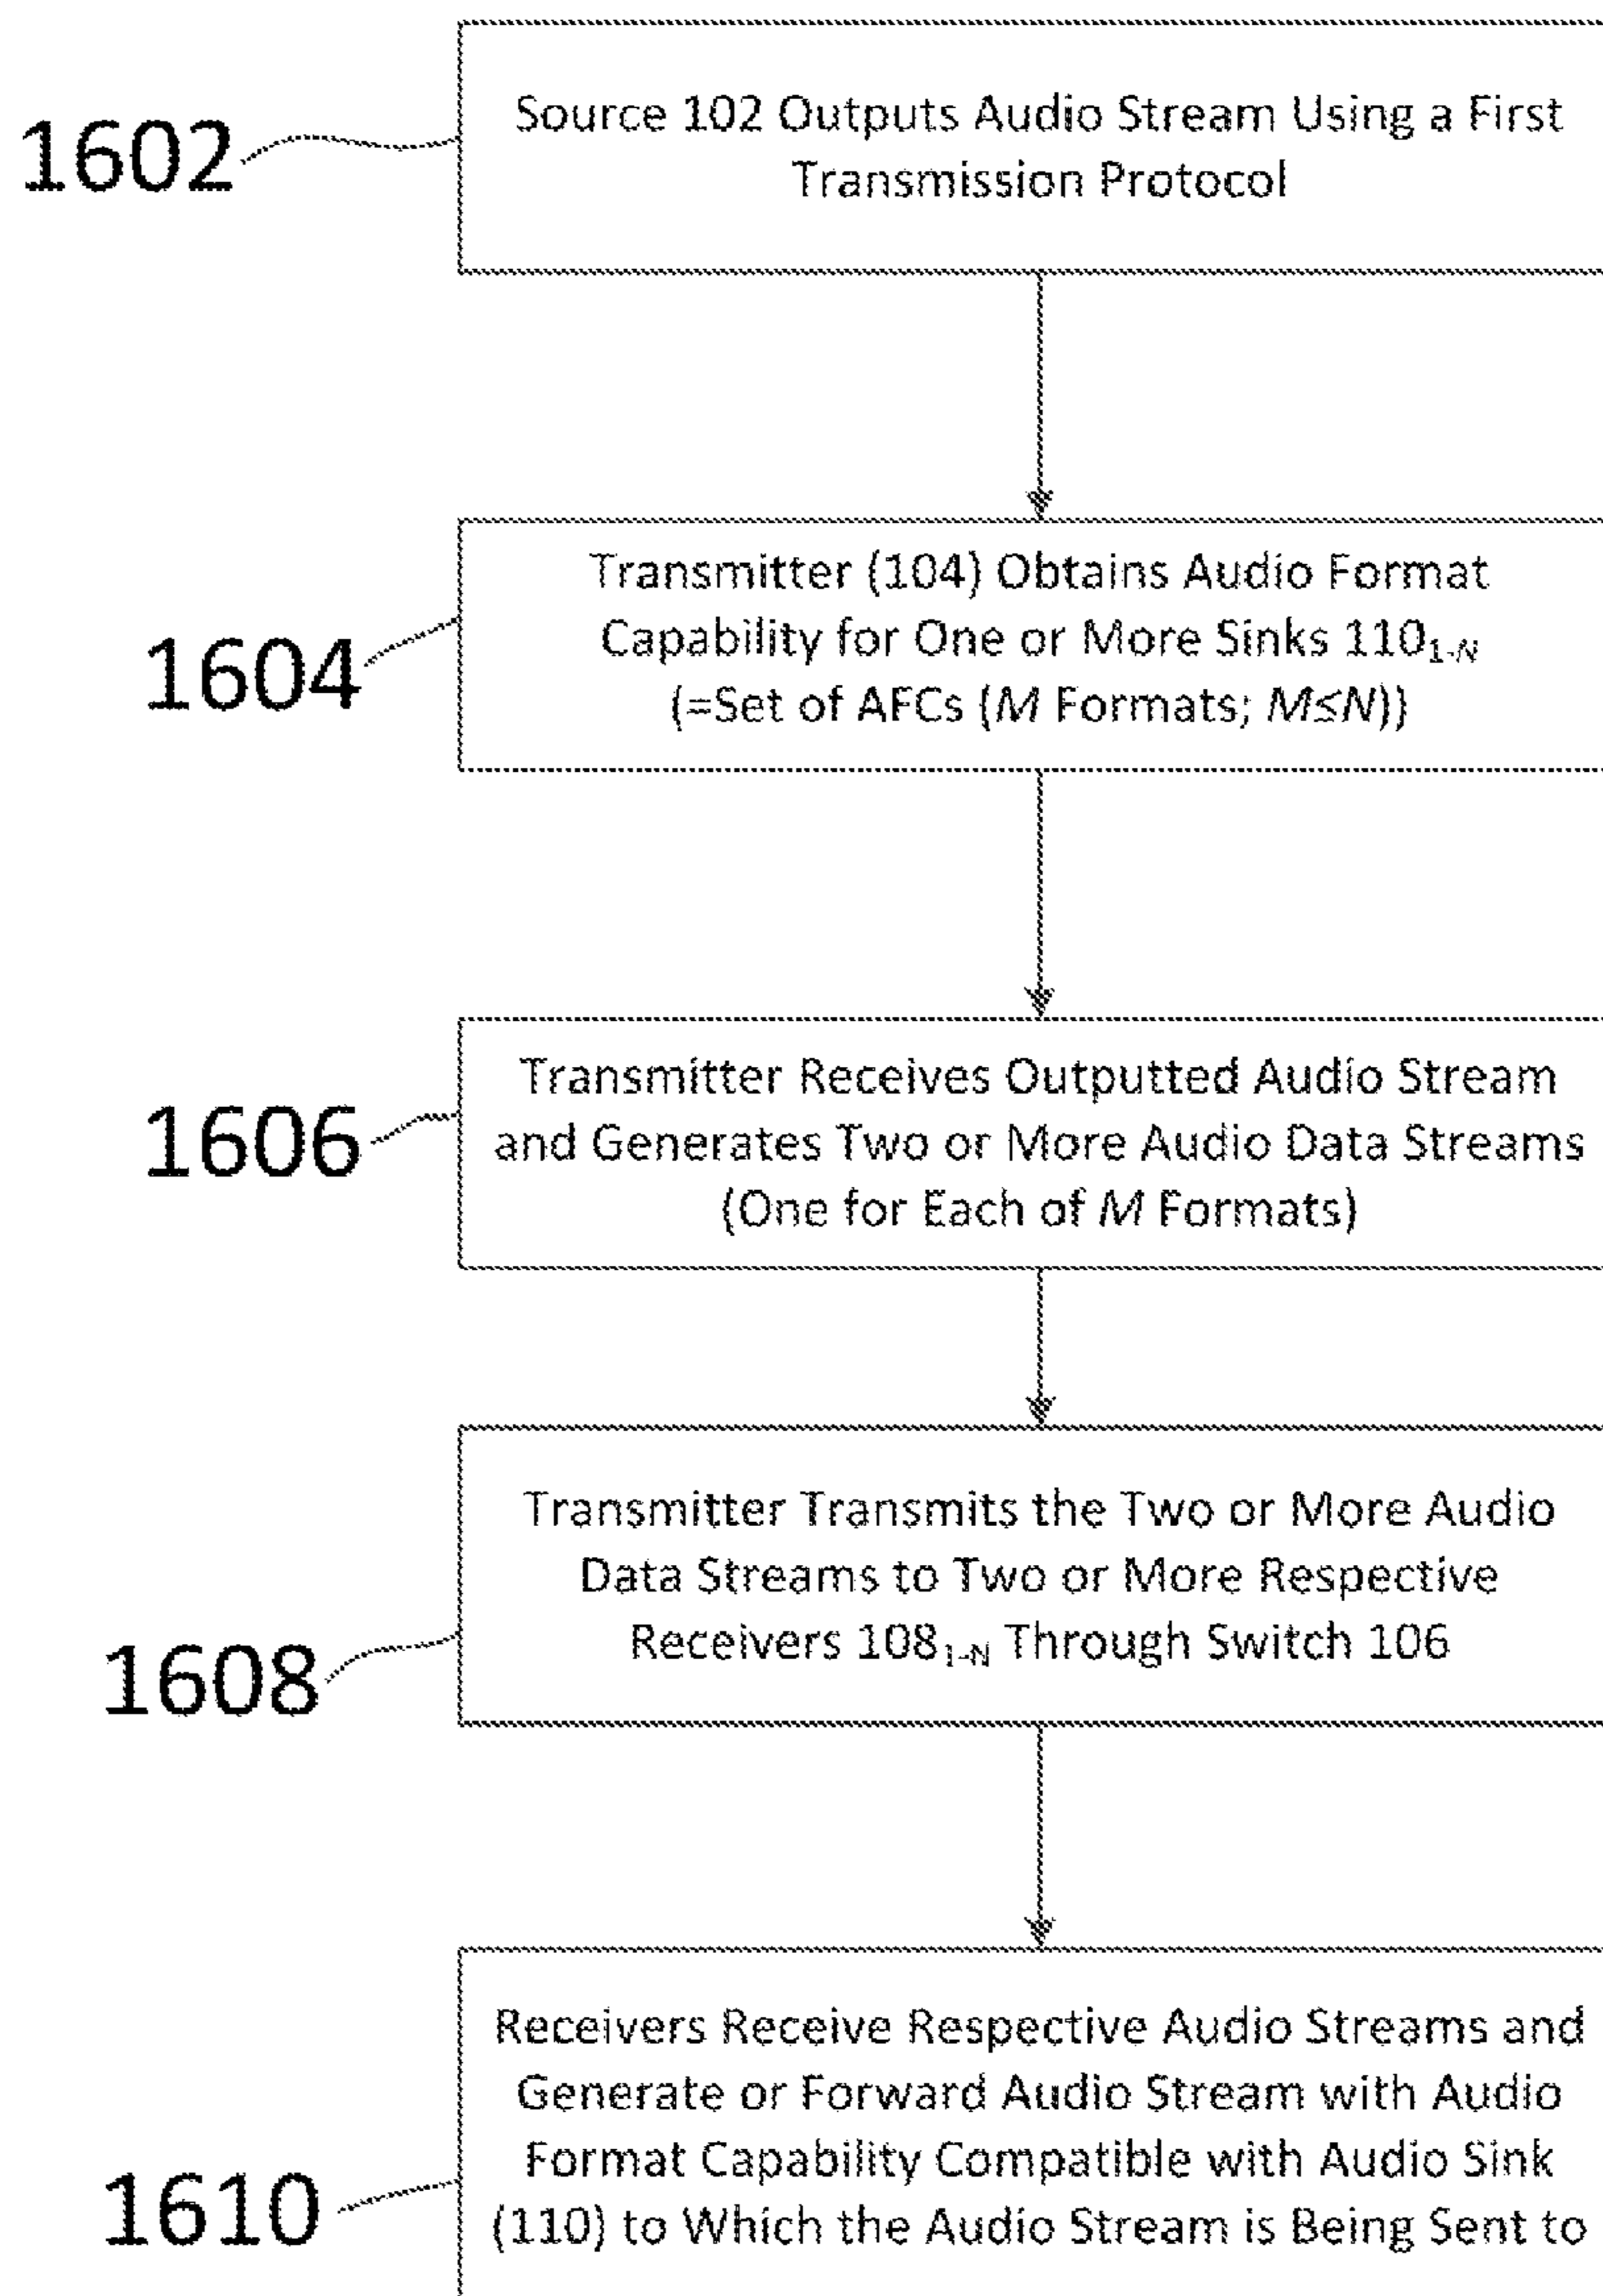 1602
Source 102 Outputs Audio Stream Using a First
Transmission Protocol
1604
Transmitter (104) Obtains Audio Format
Capability for One or More Sinks 110₁₋N
(=Set of AFCs (M Formats; M≤N))
1606
Transmitter Receives Outputted Audio Stream
and Generates Two or More Audio Data Streams
(One for Each of M Formats)
1608
Transmitter Transmits the Two or More Audio
Data Streams to Two or More Respective
Receivers 108₁₋N Through Switch 106
1610
Receivers Receive Respective Audio Streams and
Generate or Forward Audio Stream with Audio
Format Capability Compatible with Audio Sink
(110) to Which the Audio Stream is Being Sent to